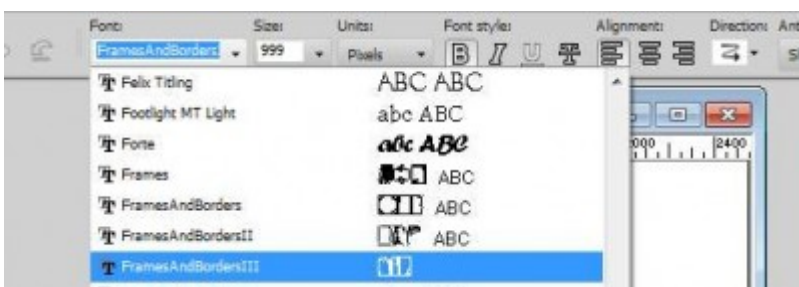 Font: Size: Units: Font style: Alignment: Direction: Ant
FramesAndBorders 999 Pixels B I U
Felix Titling ABC ABC
Footlight MT Light abc ABC
Forte abc ABC
Frames ABC
FramesAndBorders ABC
FramesAndBordersII ABC
FramesAndBordersIII
2400